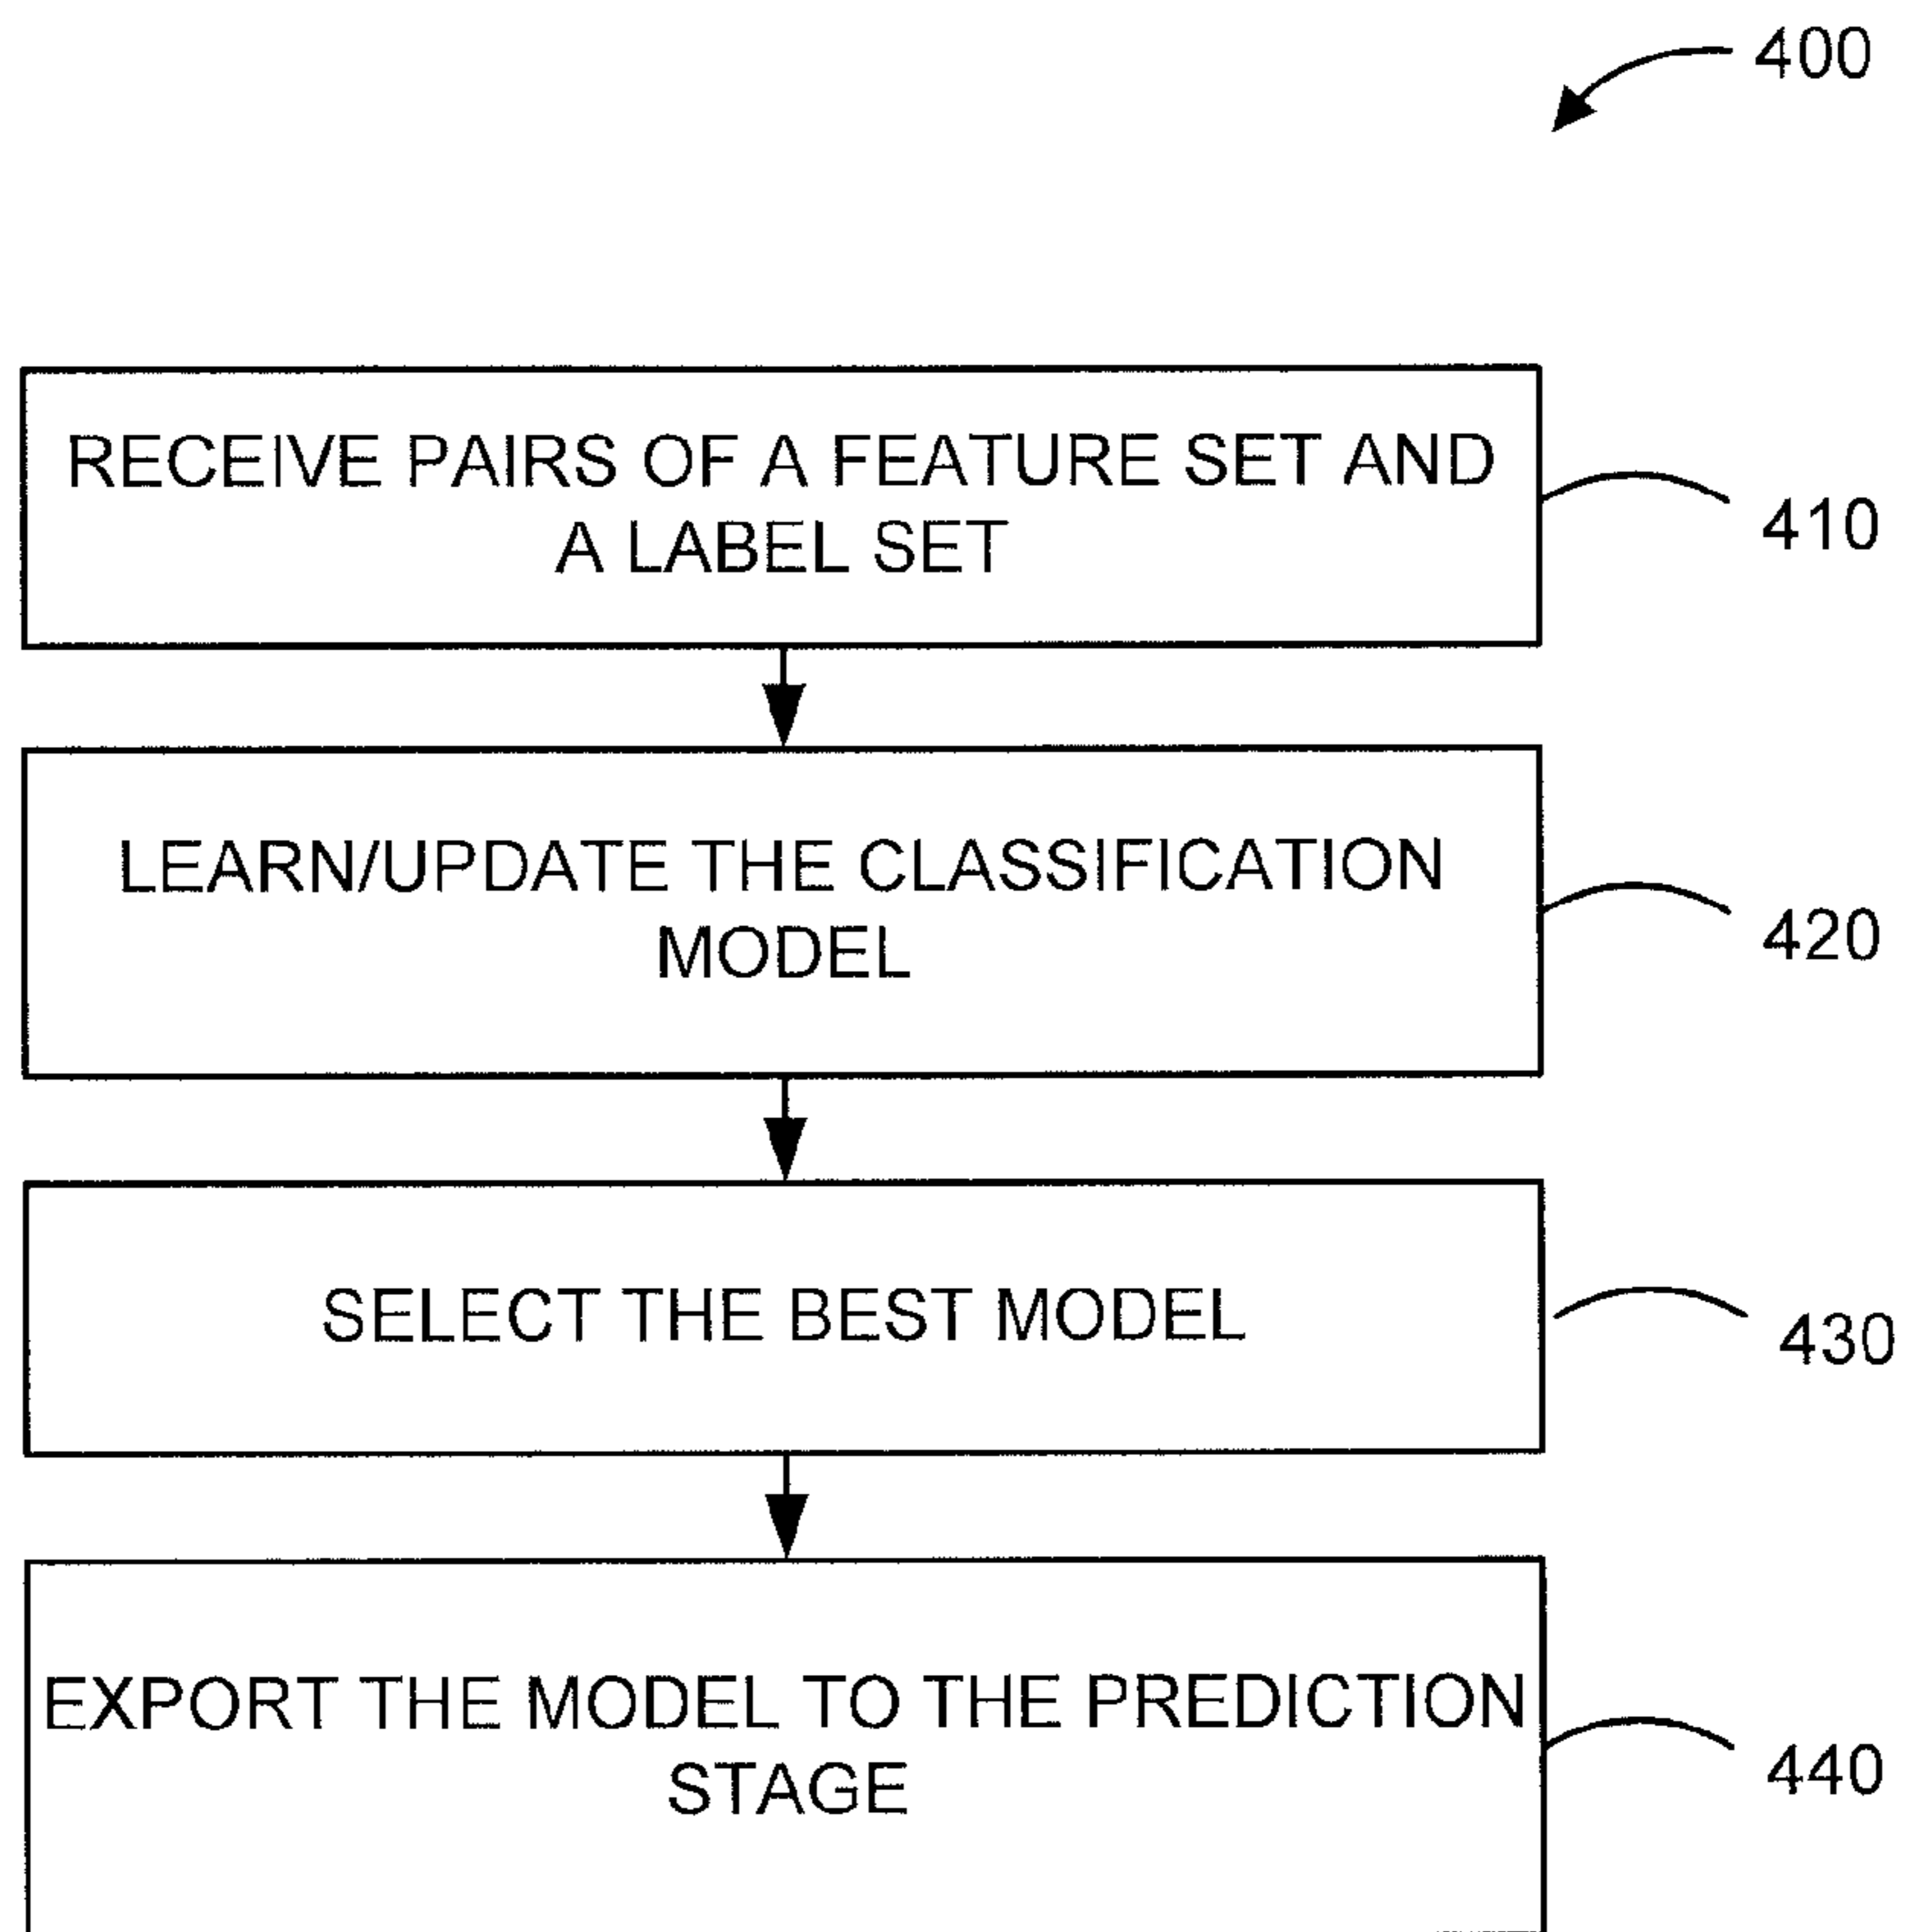 400
RECEIVE PAIRS OF A FEATURE SET AND
A LABEL SET
410
LEARN/UPDATE THE CLASSIFICATION
MODEL
420
SELECT THE BEST MODEL
430
EXPORT THE MODEL TO THE PREDICTION
STAGE
440